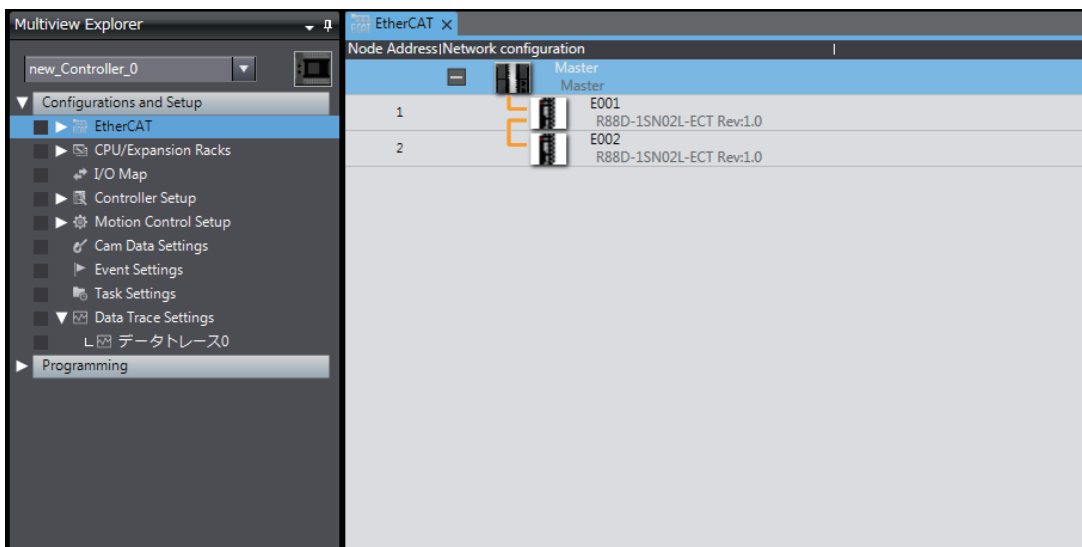 Multiview Explorer
new_Controller_0
Configurations and Setup
EtherCAT
CPU/Expansion Racks
I/O Map
Controller Setup
Motion Control Setup
Cam Data Settings
Event Settings
Task Settings
Data Trace Settings
データトレース0
Programming
EtherCAT
Node Address|Network configuration
Master
Master
1
E001
R88D-1SN02L-ECT Rev:1.0
2
E002
R88D-1SN02L-ECT Rev:1.0